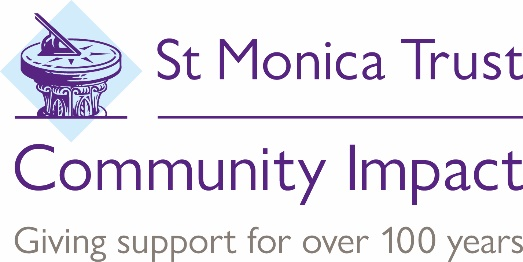 St Monica Trust
Community Impact
Giving support for over 100 years